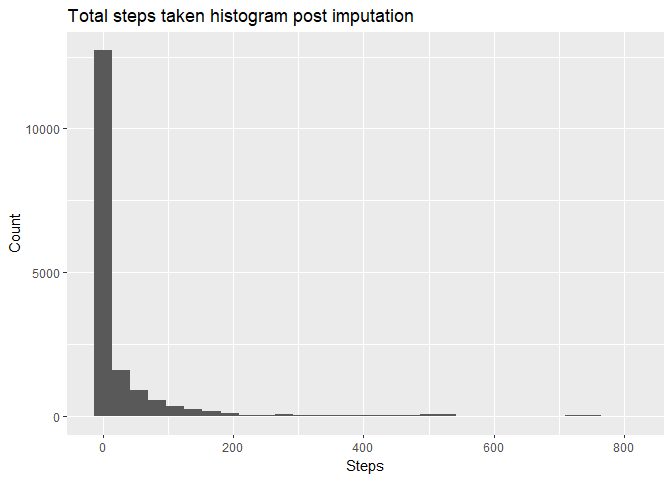 Total steps taken histogram post imputation
Count
10000
5000
0
0 200 400 600 800
Steps